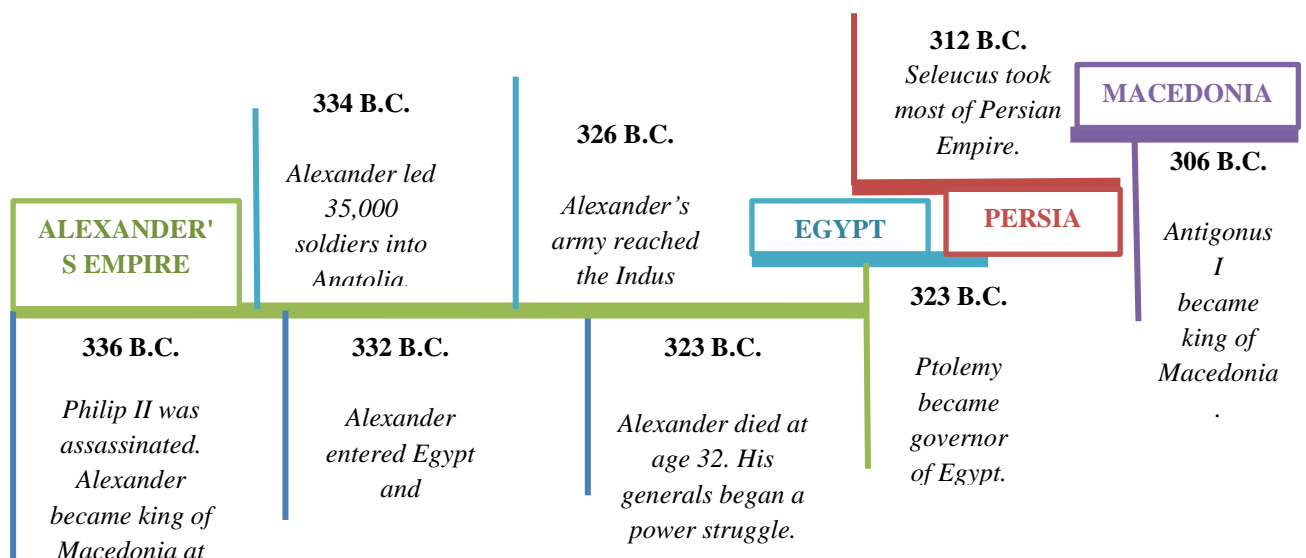 ALEXANDER'
S EMPIRE
336 B.C.
Philip II was
assassinated.
Alexander
became king of
Macedonia at
334 B.C.
Alexander led
35,000
soldiers into
Anatolia.
332 B.C.
Alexander
entered Egypt
and
326 B.C.
Alexander’s
army reached
the Indus
323 B.C.
Alexander died at
age 32. His
generals began a
power struggle.
EGYPT
323 B.C.
Ptolemy
became
governor
of Egypt.
312 B.C.
Seleucus took
most of Persian
Empire.
PERSIA
MACEDONIA
306 B.C.
Antigonus
I
became
king of
Macedonia
.